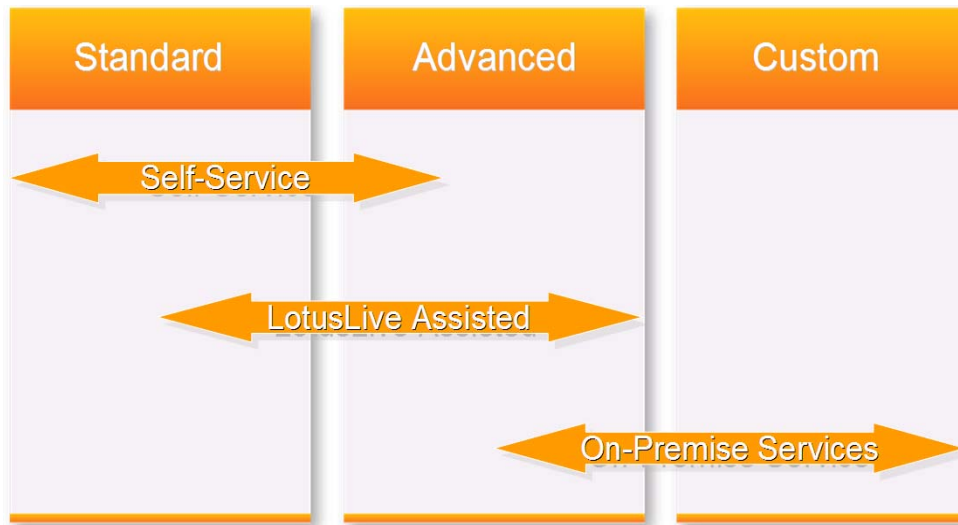 Standard
Advanced
Custom
Self-Service
LotusLive Assisted
On-Premise Services